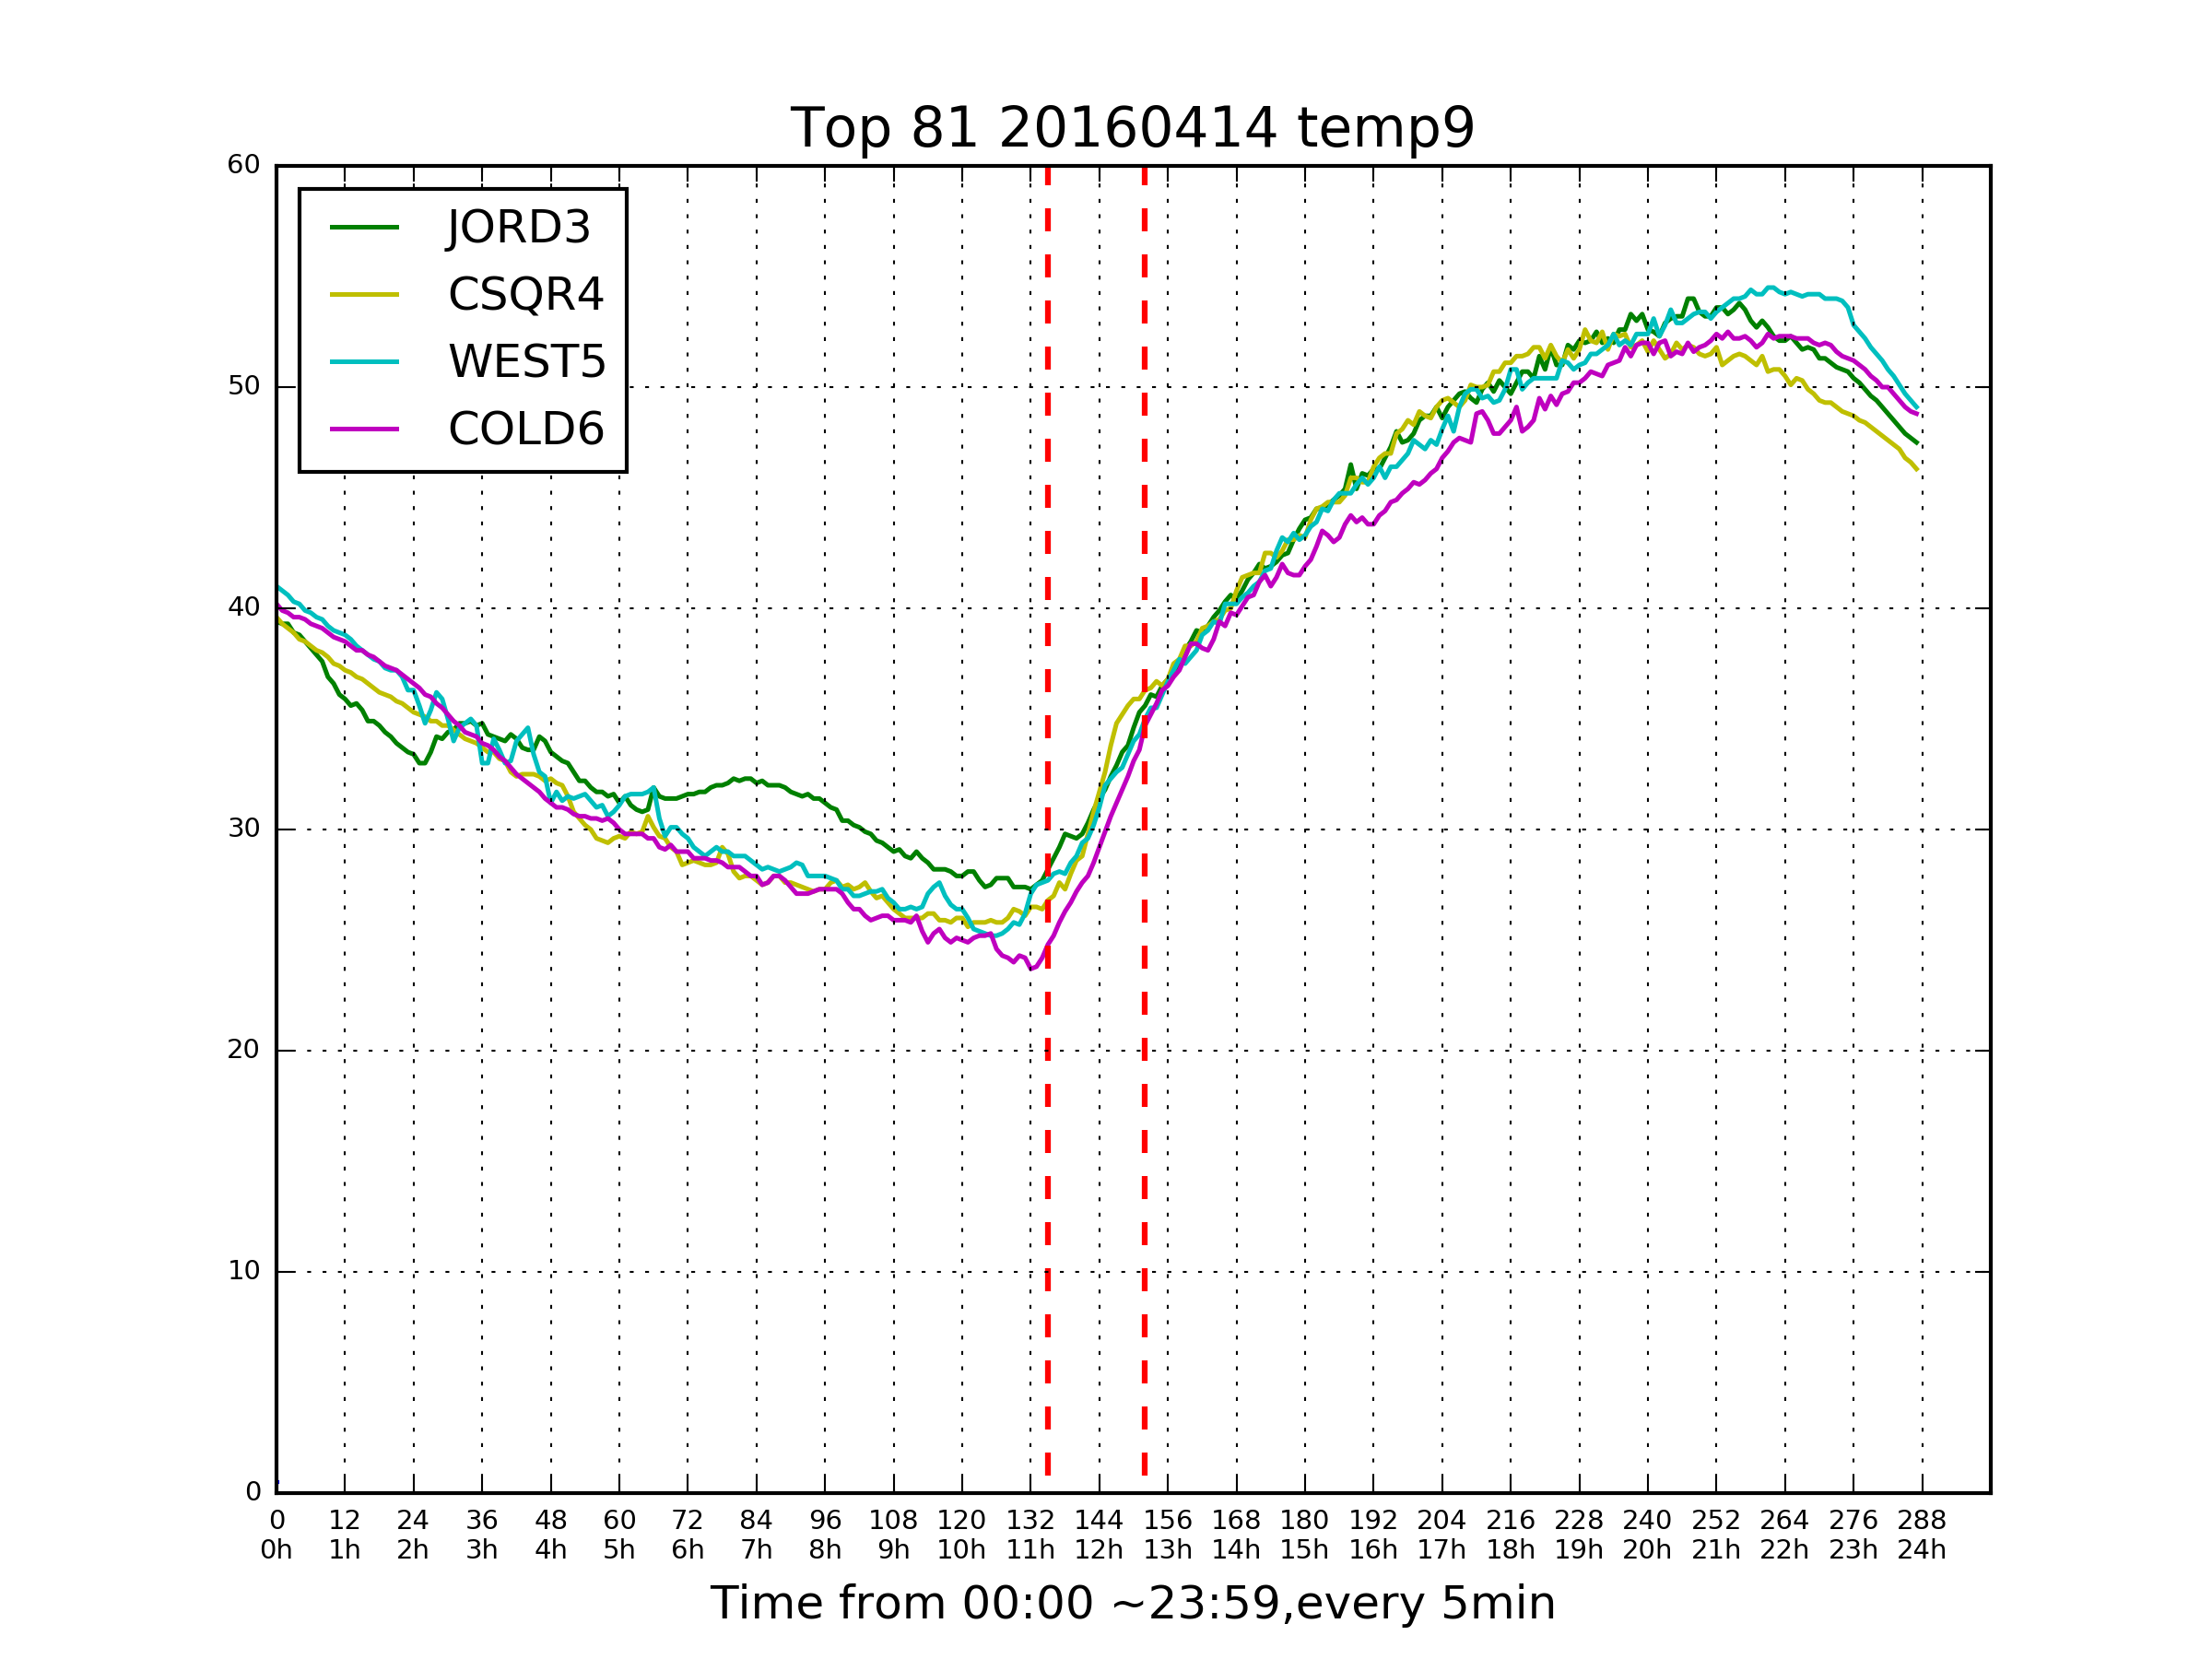 Top 81 20160414 temp9
60
50
40
30
20
10
0
JORD3
CSQR4
WEST5
COLD6
0 12 24 36 48 60 72 84 96 108 120 132 144 156 168 180 192 204 216 228 240 252 264 276 288
0h 1h 2h 3h 4h 5h 6h 7h 8h 9h 10h 11h 12h 13h 14h 15h 16h 17h 18h 19h 20h 21h 22h 23h 24h
Time from 00:00 ~23:59,every 5min